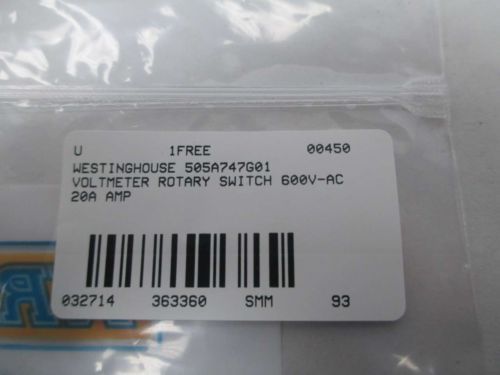 U 1FREE 00450
WESTINGHOUSE 505A747G01
VOLTMETER ROTARY SWITCH 600V-AC
20A AMP
032714 363360 SMM 93